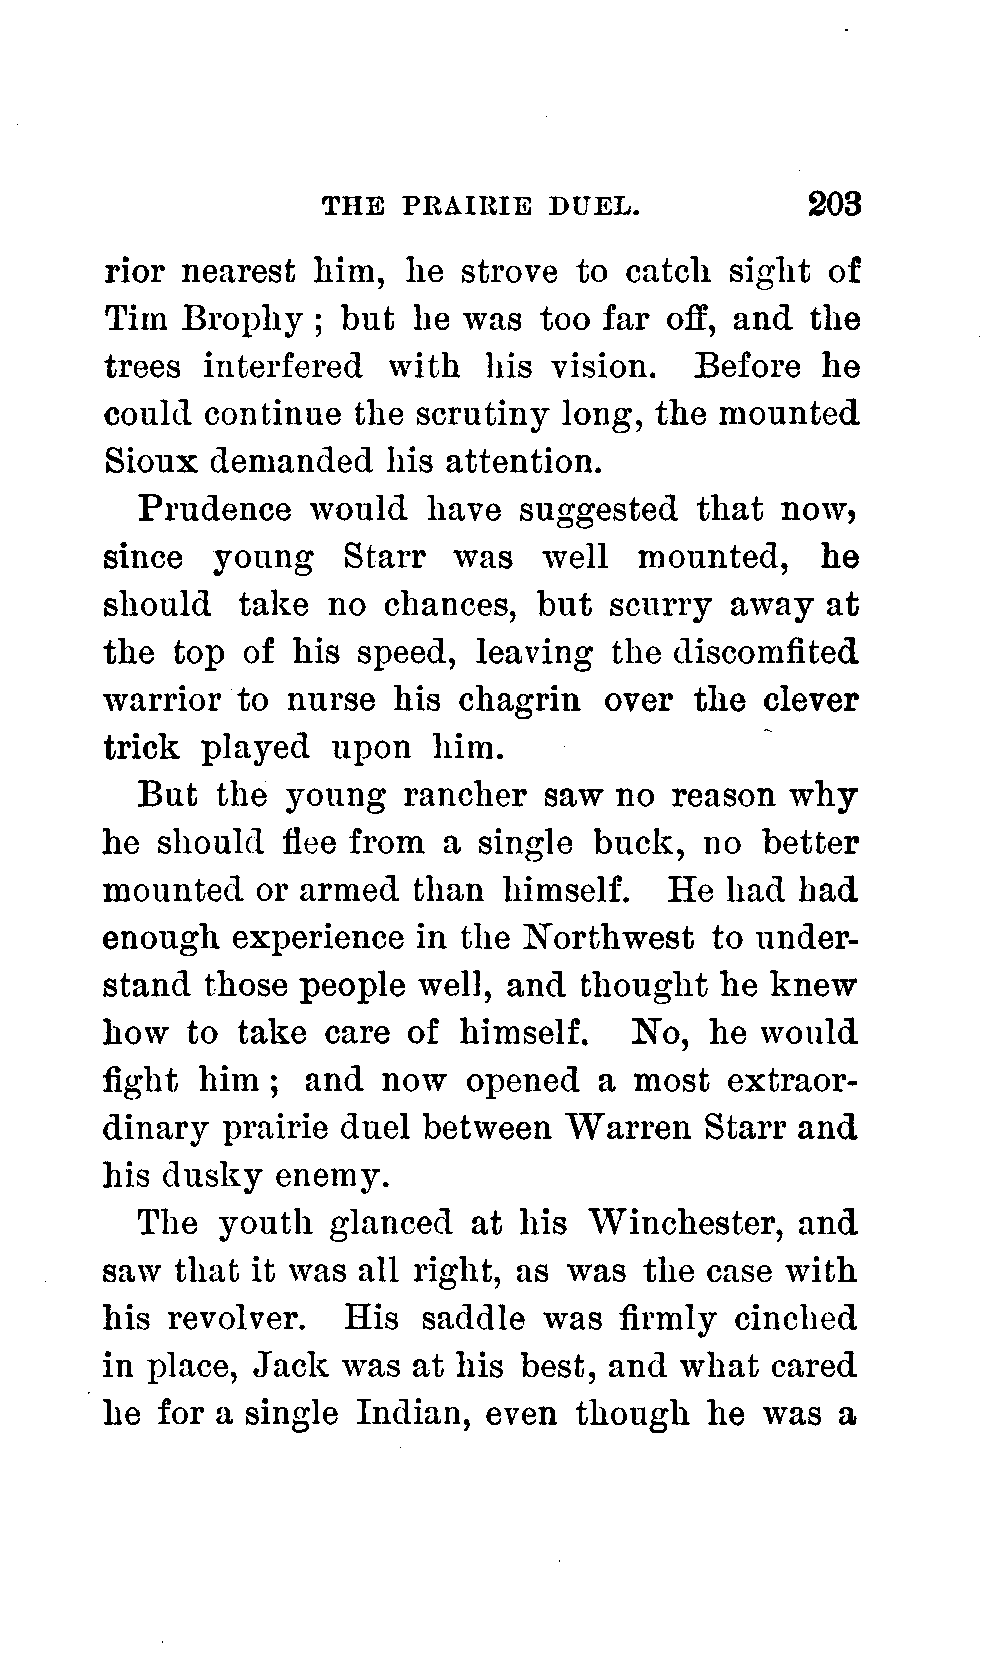 THE PRAIRIE DUEL. 203
rior nearest him, he strove to catch sight of
Tim Brophy ; but he was too far off, and the
trees interfered with his vision. Before he
could continue the scrutiny long, the mounted
Sioux demanded his attention.
Prudence would have suggested that now,
since young Starr was well mounted, he
should take no chances, but scurry away at
the top of his speed, leaving the discomfited
warrior to nurse his chagrin over the clever
trick played upon him.
But the young rancher saw no reason why
he should flee from a single buck, no better
mounted or armed than himself. He had had
enough experience in the Northwest to under-
stand those people well, and thought he knew
how to take care of himself. No, he would
fight him ; and now opened a most extraor-
dinary prairie duel between Warren Starr and
his dusky enemy.
The youth glanced at his Winchester, and
saw that it was all right, as was the case with
his revolver. His saddle was firmly cinched
in place, Jack was at his best, and what cared
he for a single Indian, even though he was a